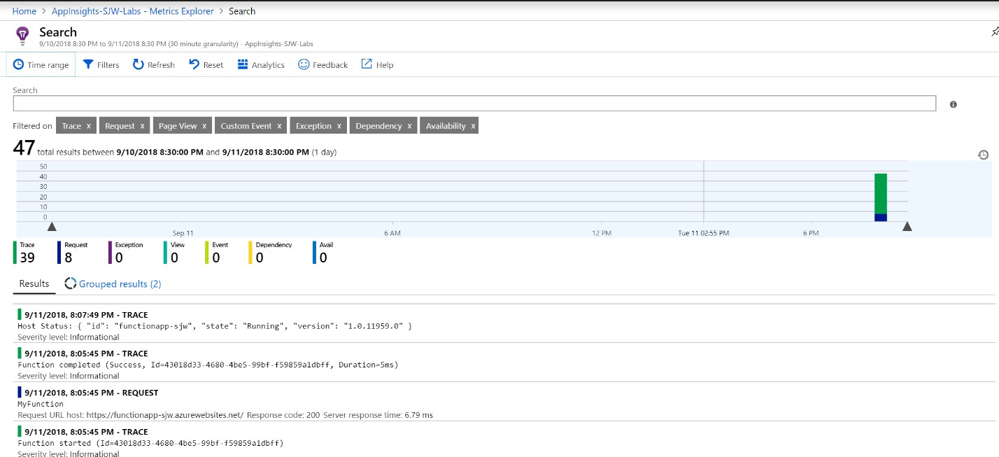 Home > AppInsights-SJW-Labs - Metrics Explorer > Search
Search
9/10/2018 8:30 PM to 9/11/2018 8:30 PM (30 minute granularity) - AppInsights-SJW-Labs
Time range Filters Refresh Reset Analytics Feedback Help
Search
Filtered on Trace x Request x Page View x Custom Event x Exception x Dependency x Availability x
47 total results between 9/10/2018 8:30:00 PM and 9/11/2018 8:30:00 PM (1 day)
50
40
30
20
10
0
Sep 11 6 AM 12 PM Tue 11 02:55 PM 6 PM
Trace Request Exception View Event Dependency Avail
39 8 0 0 0 0 0
Results Grouped results (2)
9/11/2018, 8:07:49 PM - TRACE
Host Status: { "id": "functionapp-sjw", "state": "Running", "version": "1.0.11959.0" }
Severity level: Informational
9/11/2018, 8:05:45 PM - TRACE
Function completed (Success, Id=43018d33-4680-4be5-99bf-f59859a1dbff, Duration=5ms)
Severity level: Informational
9/11/2018, 8:05:45 PM - REQUEST
MyFunction
Request URL host: https://functionapp-sjw.azurewebsites.net/ Response code: 200 Server response time: 6.79 ms
9/11/2018, 8:05:45 PM - TRACE
Function started (Id=43018d33-4680-4be5-99bf-f59859a1dbff)
Severity level: Informational